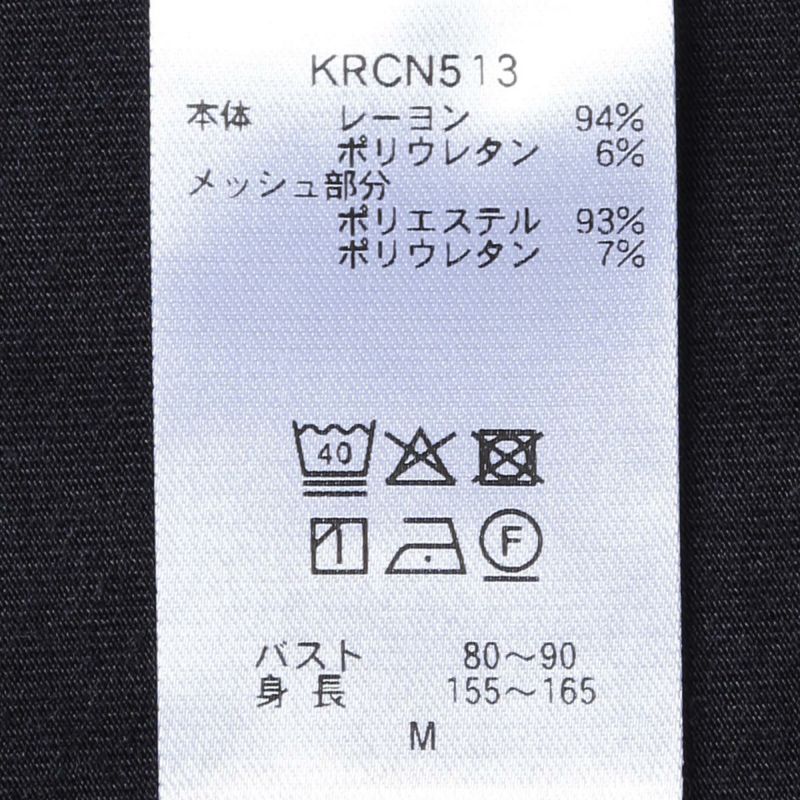 KRCN513
本体 レーヨン 94%
ポリウレタン 6%
メッシュ部分
ポリエステル 93%
ポリウレタン 7%
40
F
バスト 80～90
身長 155～165
M